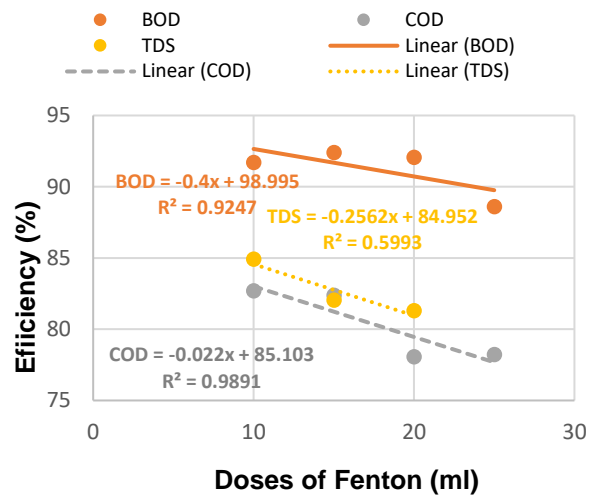 BOD
COD
TDS
Linear (BOD)
Linear (COD)
Linear (TDS)
95
90
85
80
75
0
10
20
30
Efiiciency (%)
BOD = -0.4x + 98.995
R² = 0.9247
TDS = -0.2562x + 84.952
R² = 0.5993
COD = -0.022x + 85.103
R² = 0.9891
Doses of Fenton (ml)